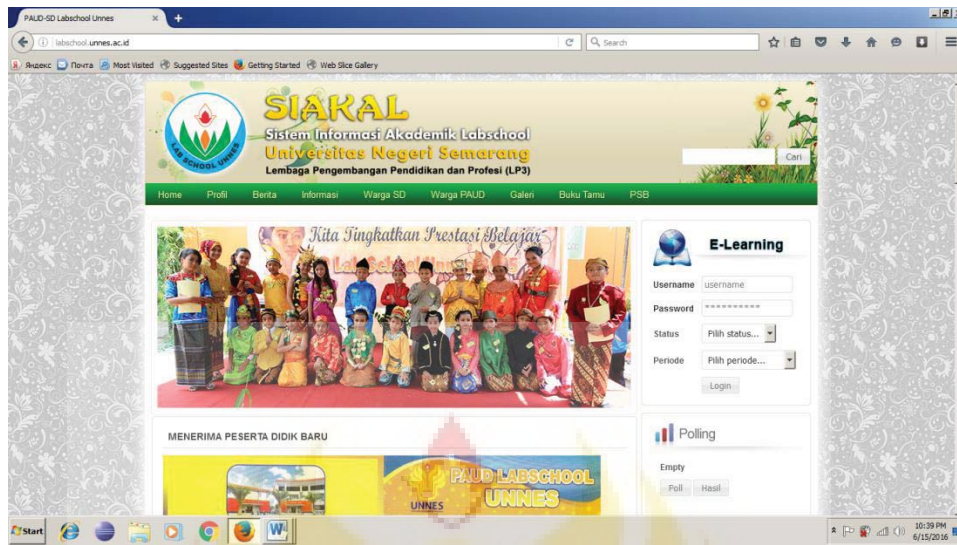 PAUD-SD Labschool Unnes
labschool.unnes.ac.id
Search
Яндекс Почта Most Visited Suggested Sites Getting Started Web Slice Gallery
LAB SCHOOL UNNES
SIAKAL
Sistem Informasi Akademik Labschool
Universitas Negeri Semarang
Lembaga Pengembangan Pendidikan dan Profesi (LP3)
Cari
Home Profil Berita Informasi Warga SD Warga PAUD Galeri Buku Tamu PSB
Kita Tingkatkan Prestasi Belajar
E-Learning
Username username
Password **********
Status Pilih status...
Periode Pilih periode...
Login
MENERIMA PESERTA DIDIK BARU
Polling
Empty
Poll Hasil
UNNES
PAUD LABSCHOOL
UNNES
Start
10:39 PM
6/15/2016